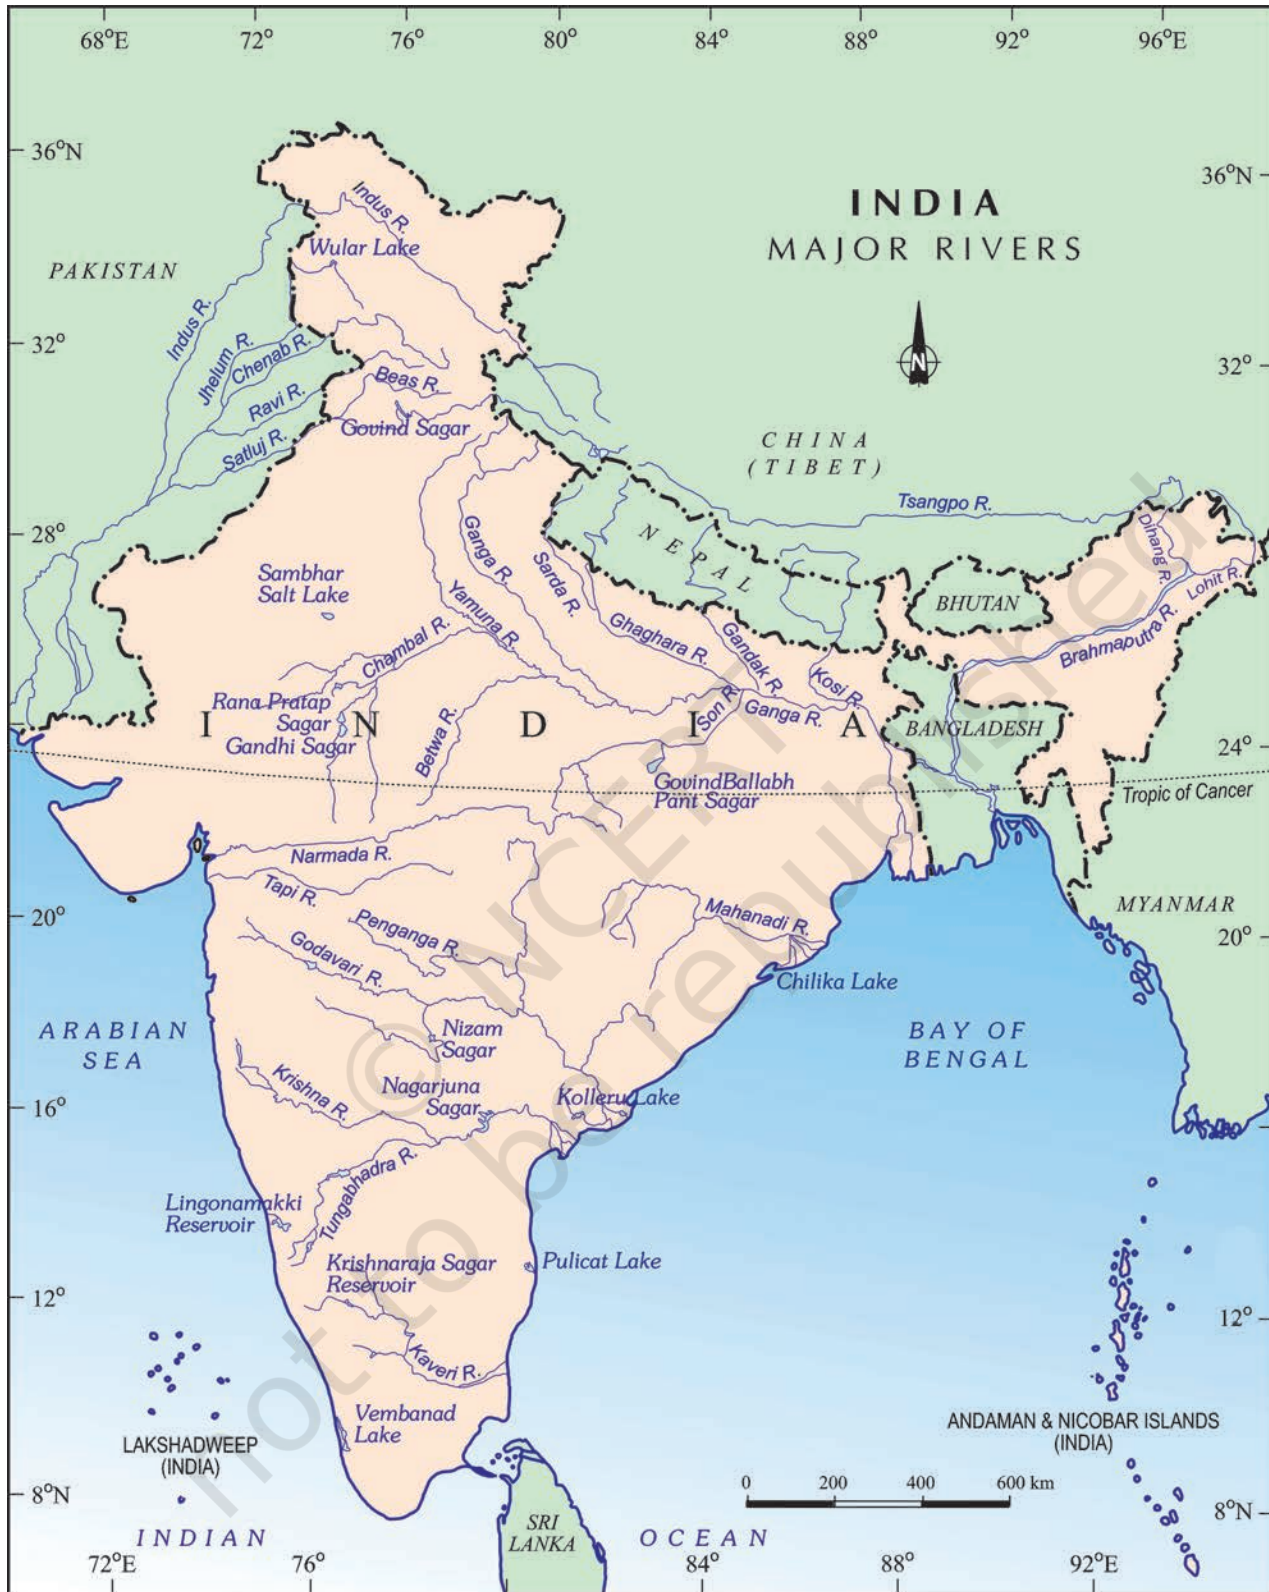 68°E 72° 76° 80° 84° 88° 92° 96°E
36°N
36°N
INDIA
MAJOR RIVERS
Indus R.
Wular Lake
PAKISTAN
Indus R.
Jhelum R.
Chenab R.
32°
32°
N
Beas R.
Ravi R.
Govind Sagar
Satluj R.
CHINA
(TIBET)
Tsangpo R.
28°
28°
Dihang R.
NEPAL
Ganga R.
Sarda R.
Sambhar
Salt Lake
Lohit R.
BHUTAN
Yamuna R.
Chambal R.
Ghaghara R.
Gandak R.
Brahmaputra R.
Kosi R.
Rana Pratap
Sagar
Gandhi Sagar
Son R.
Ganga R.
INDIA
Betwa R.
BANGLADESH
24°
GovindBallabh
Pant Sagar
Tropic of Cancer
Narmada R.
Tapi R.
20°
Penganga R.
Mahanadi R.
MYANMAR
20°
Godavari R.
Chilika Lake
ARABIAN
SEA
Nizam
Sagar
BAY OF
BENGAL
Krishna R.
Nagarjuna
Sagar
Kolleru Lake
16°
Tungabhadra R.
Lingonamakki
Reservoir
Krishnaraja Sagar
Reservoir
Pulicat Lake
12°
12°
Kaveri R.
Vembanad
Lake
LAKSHADWEEP
(INDIA)
ANDAMAN & NICOBAR ISLANDS
(INDIA)
8°N
0 200 400 600 km
8°N
SRI
LANKA
INDIAN OCEAN
72°E 76° 84° 88° 92°E
© NCERT
not to be republished